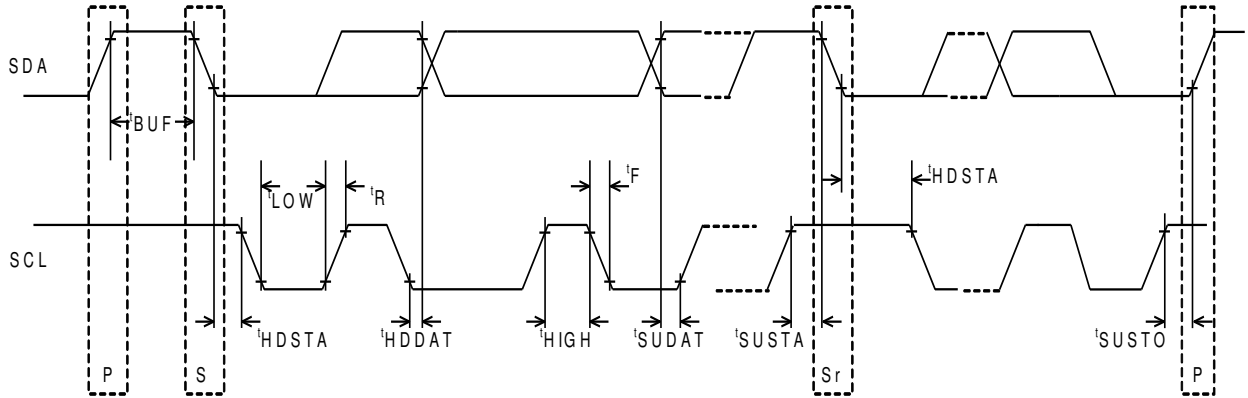 SDA
tBUF
tLOW
tR
tF
tHDSTA
SCL
tHDSTA
tHDDAT
tHIGH
tSUDAT
tSUSTA
tSUSTO
P
S
Sr
P